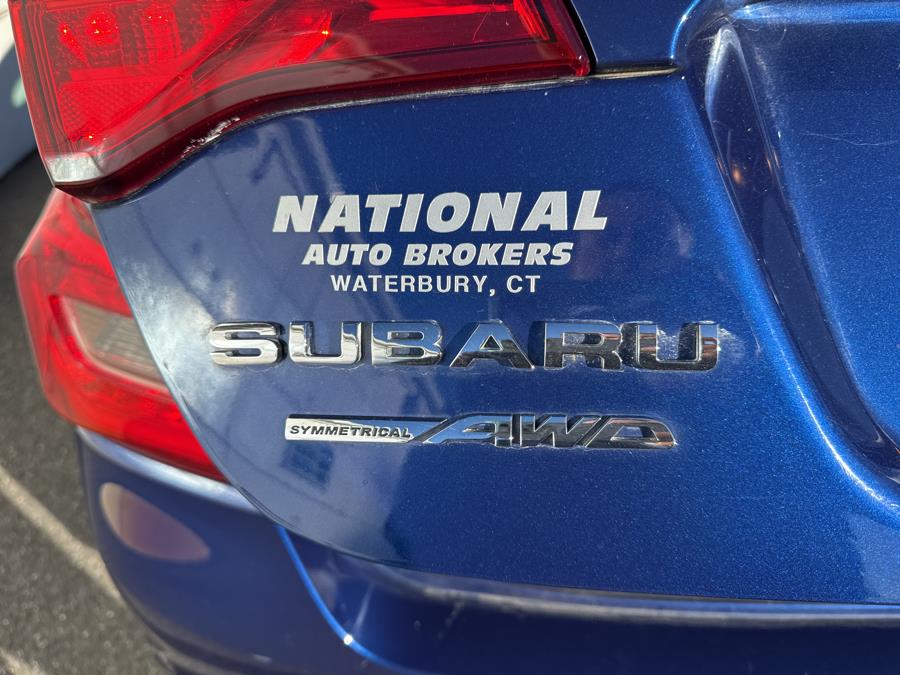 NATIONAL
AUTO BROKERS
WATERBURY, CT
SUBARU
SYMMETRICAL AWD